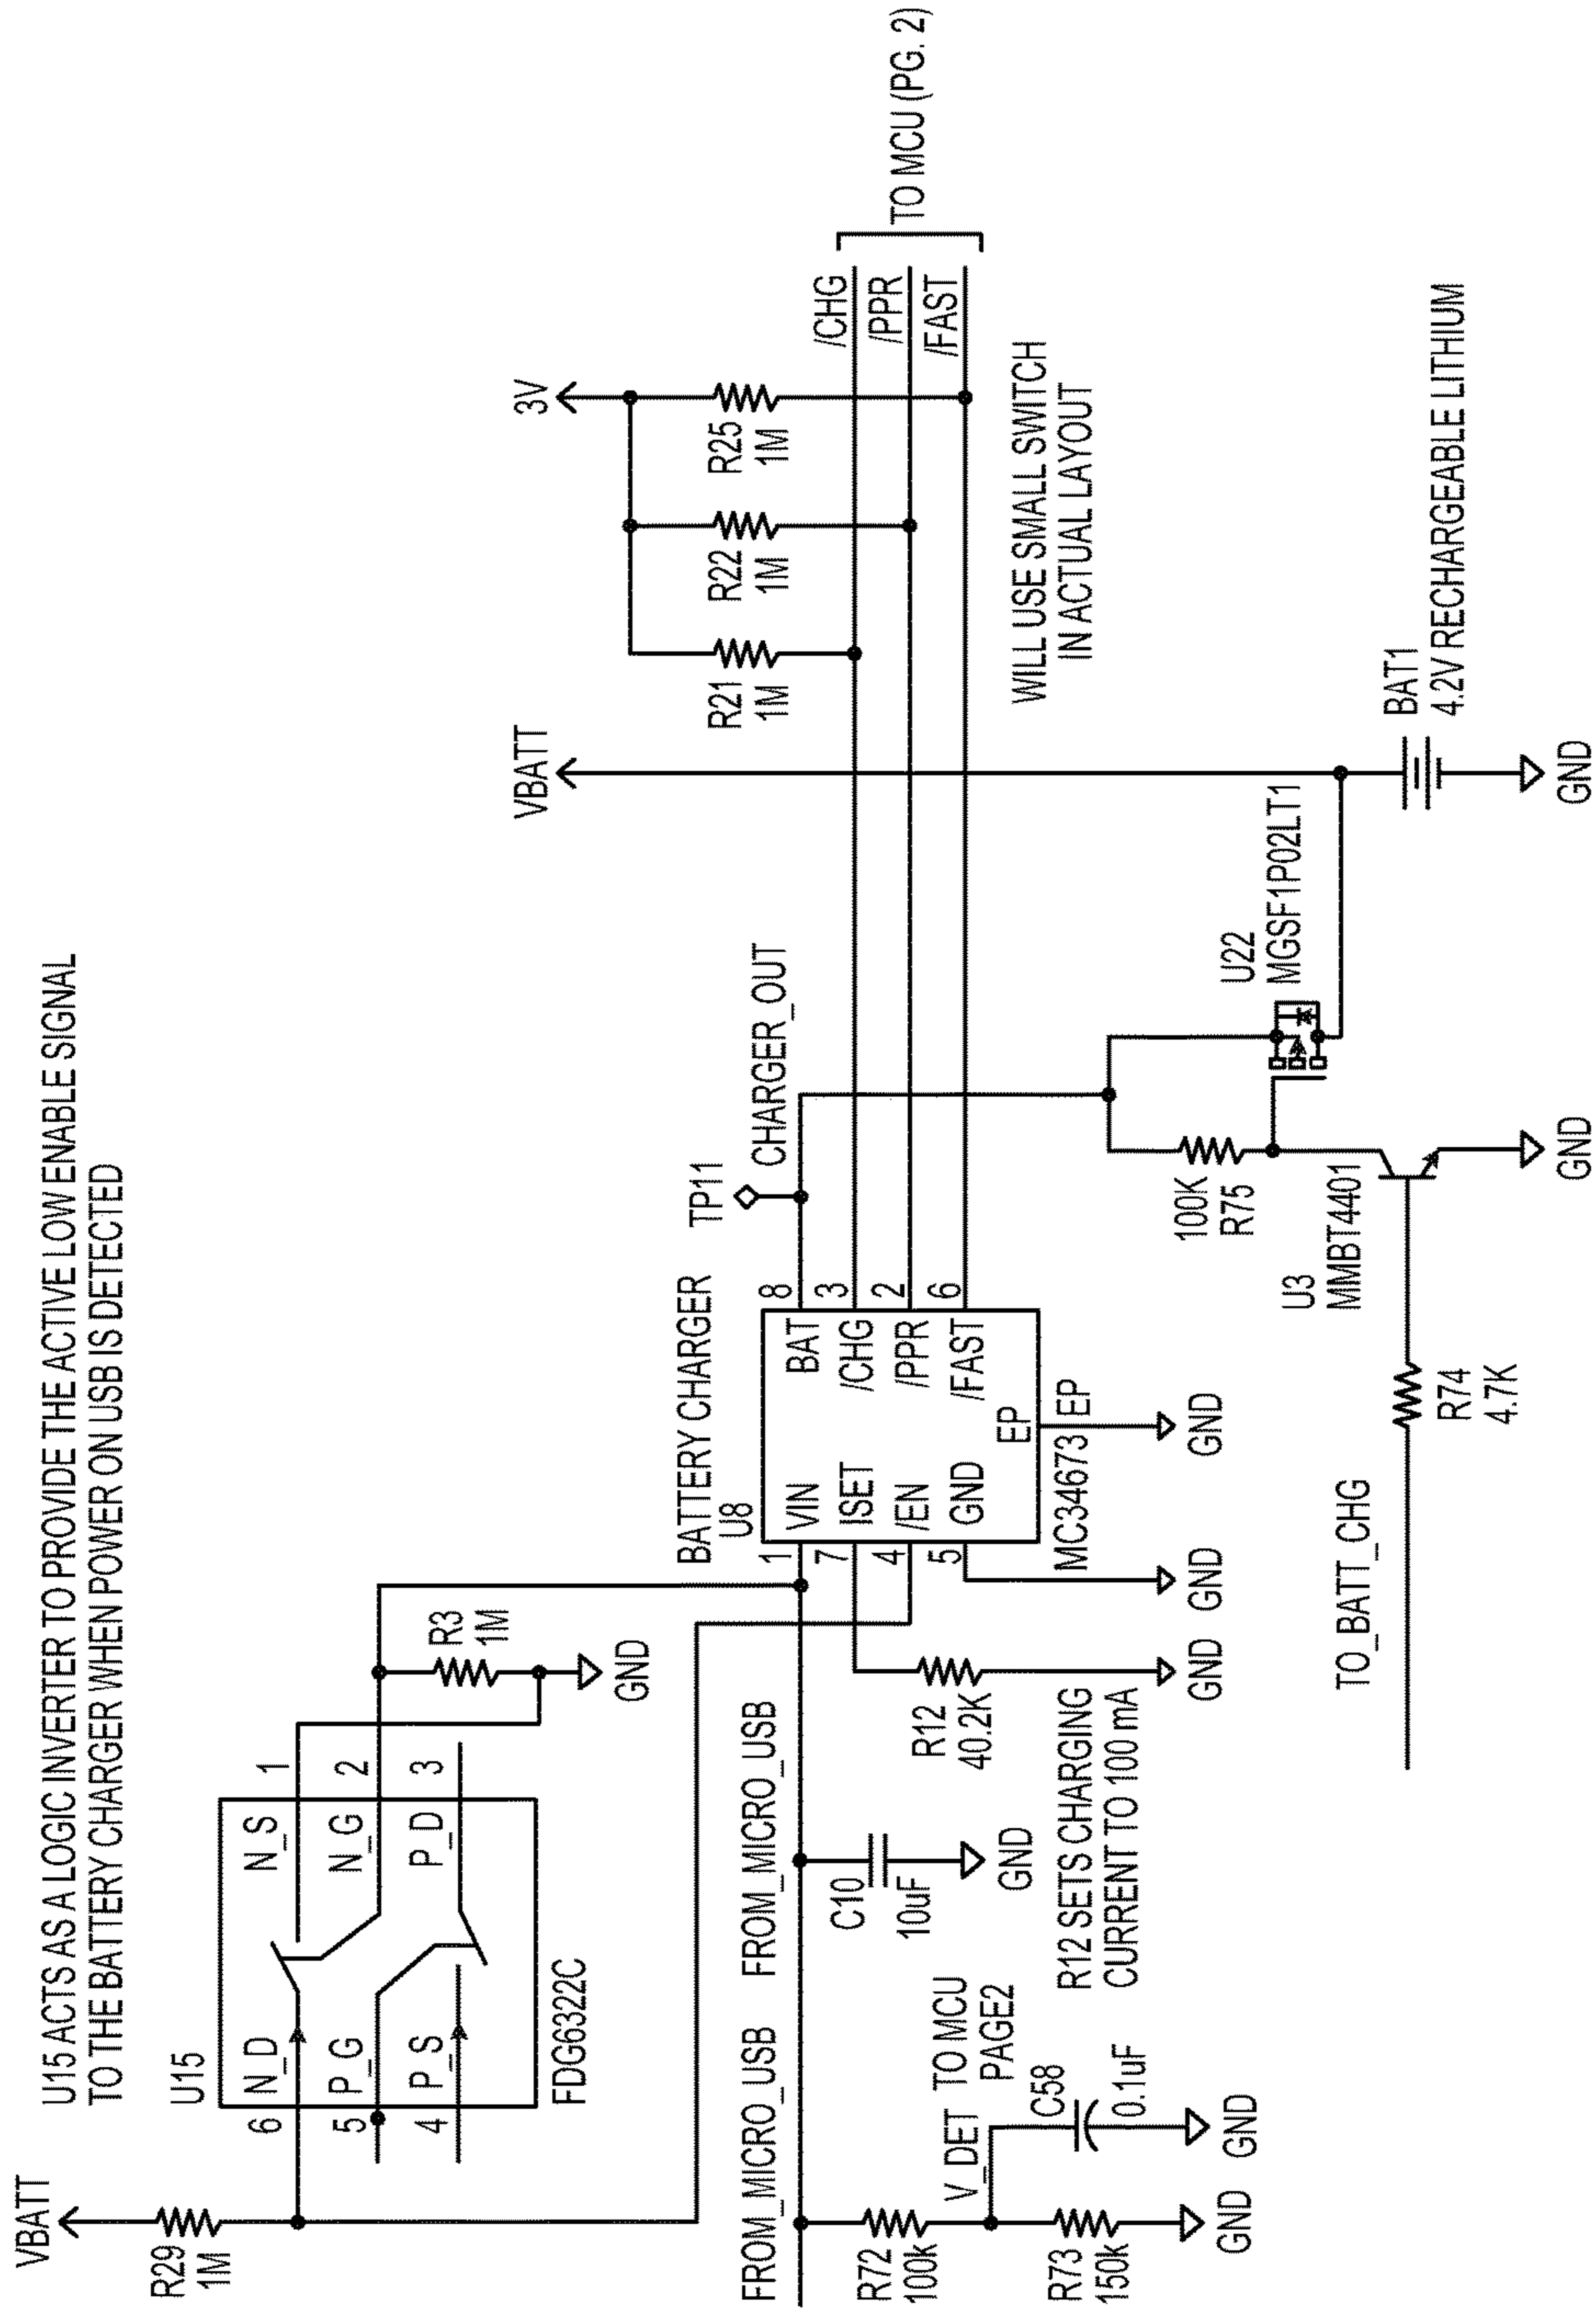 U15 ACTS AS A LOGIC INVERTER TO PROVIDE THE ACTIVE LOW ENABLE SIGNAL
TO THE BATTERY CHARGER WHEN POWER ON USB IS DETECTED
VBATT
R29
1M
U15
6
N_D
N_S
1
5
P_G
N_G
2
4
P_S
P_D
3
FDG6322C
R3
1M
GND
BATTERY CHARGER
U8
1
VIN
BAT
8
7
ISET
/CHG
3
4
/EN
/PPR
2
5
GND
/FAST
6
EP
MC34673
EP
GND
GND
TP11
CHARGER_OUT
VBATT
3V
R21
1M
R22
1M
R25
1M
/CHG
/PPR
/FAST
TO MCU (PG. 2)
WILL USE SMALL SWITCH
IN ACTUAL LAYOUT
FROM_MICRO_USB
FROM_MICRO_USB
R72
100k
V_DET
TO MCU
PAGE2
R73
150k
C58
0.1uF
GND
GND
C10
10uF
GND
R12
40.2K
GND
R12 SETS CHARGING
CURRENT TO 100 mA
100K
R75
U22
MGSF1P02LT1
U3
MMBT4401
GND
TO_BATT_CHG
R74
4.7K
BAT1
4.2V RECHARGEABLE LITHIUM
GND